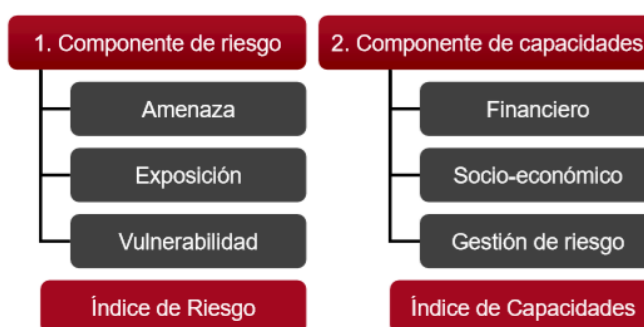 1. Componente de riesgo
Amenaza
Exposición
Vulnerabilidad
Índice de Riesgo
2. Componente de capacidades
Financiero
Socio-económico
Gestión de riesgo
Índice de Capacidades